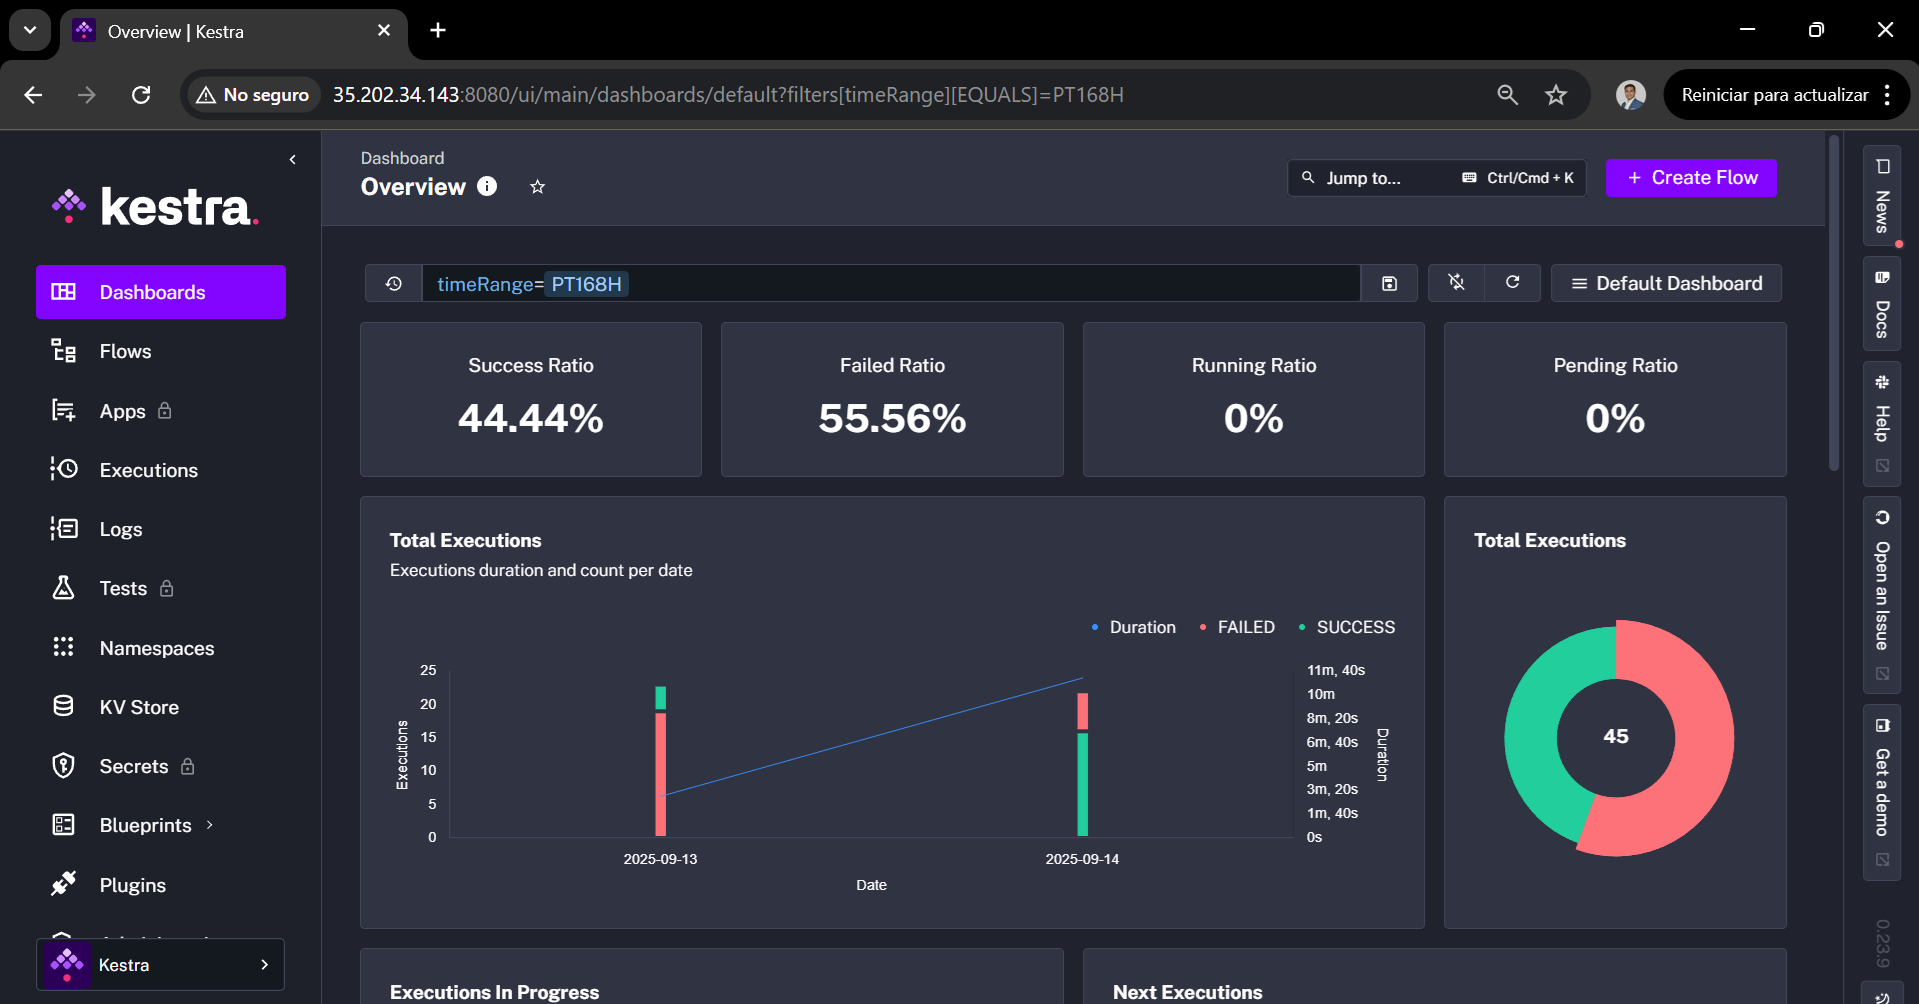 Overview | Kestra
No seguro
35.202.34.143:8080/ui/main/dashboards/default?filters[timeRange][EQUALS]=PT168H
Reiniciar para actualizar
kestra.
Dashboards
Flows
Apps
Executions
Logs
Tests
Namespaces
KV Store
Secrets
Blueprints
Plugins
Kestra
Dashboard
Overview
Jump to...
Ctrl/Cmd + K
+ Create Flow
timeRange=PT168H
Default Dashboard
Success Ratio
44.44%
Failed Ratio
55.56%
Running Ratio
0%
Pending Ratio
0%
Total Executions
Executions duration and count per date
Duration
FAILED
SUCCESS
25
20
15
10
5
0
Executions
11m, 40s
10m
8m, 20s
6m, 40s
5m
3m, 20s
1m, 40s
0s
Duration
2025-09-13
2025-09-14
Date
Total Executions
45
Executions In Progress
Next Executions
News
Docs
Help
Open an Issue
Get a demo
0.23.9